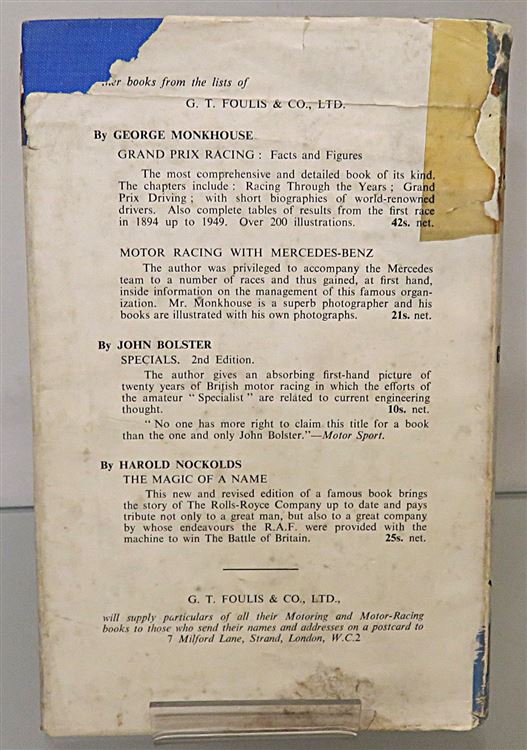 books from the lists of
G. T. FOULIS & CO., LTD.
By GEORGE MONKHOUSE
GRAND PRIX RACING : Facts and Figures
The most comprehensive and detailed book of its kind.
The chapters include : Racing Through the Years ; Grand
Prix Driving ; with short biographies of world-renowned
drivers. Also complete tables of results from the first race
in 1894 up to 1949. Over 200 illustrations. 42s. net.
MOTOR RACING WITH MERCEDES-BENZ
The author was privileged to accompany the Mercedes
team to a number of races and thus gained, at first hand,
inside information on the management of this famous organ-
ization. Mr. Monkhouse is a superb photographer and his
books are illustrated with his own photographs. 21s. net.
By JOHN BOLSTER
SPECIALS. 2nd Edition.
The author gives an absorbing first-hand picture of
twenty years of British motor racing in which the efforts of
the amateur “ Specialist ” are related to current engineering
thought. 10s. net.
“ No one has more right to claim this title for a book
than the one and only John Bolster.”—Motor Sport.
By HAROLD NOCKOLDS
THE MAGIC OF A NAME
This new and revised edition of a famous book brings
the story of The Rolls-Royce Company up to date and pays
tribute not only to a great man, but also to a great company
by whose endeavours the R.A.F. were provided with the
machine to win The Battle of Britain. 25s. net.
G. T. FOULIS & CO., LTD.,
will supply particulars of all their Motoring and Motor-Racing
books to those who send their names and addresses on a postcard to
7 Milford Lane, Strand, London, W.C.2